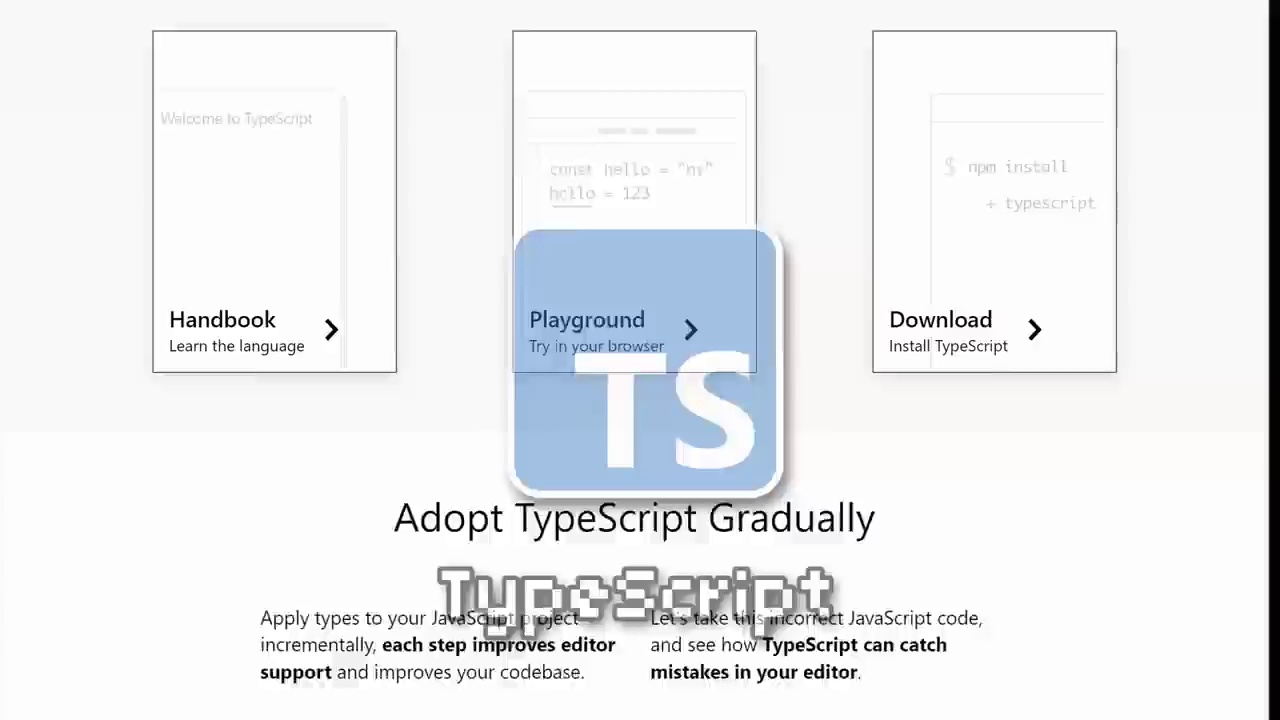 Welcome to TypeScript
const hello = "hi"
hello = 123
$ npm install
+ typescript
Handbook
Learn the language
Playground
Try in your browser
Download
Install TypeScript
TS
Adopt TypeScript Gradually
TypeScript
Apply types to your JavaScript project
incrementally, each step improves editor
support and improves your codebase.
Let's take this incorrect JavaScript code,
and see how TypeScript can catch
mistakes in your editor.